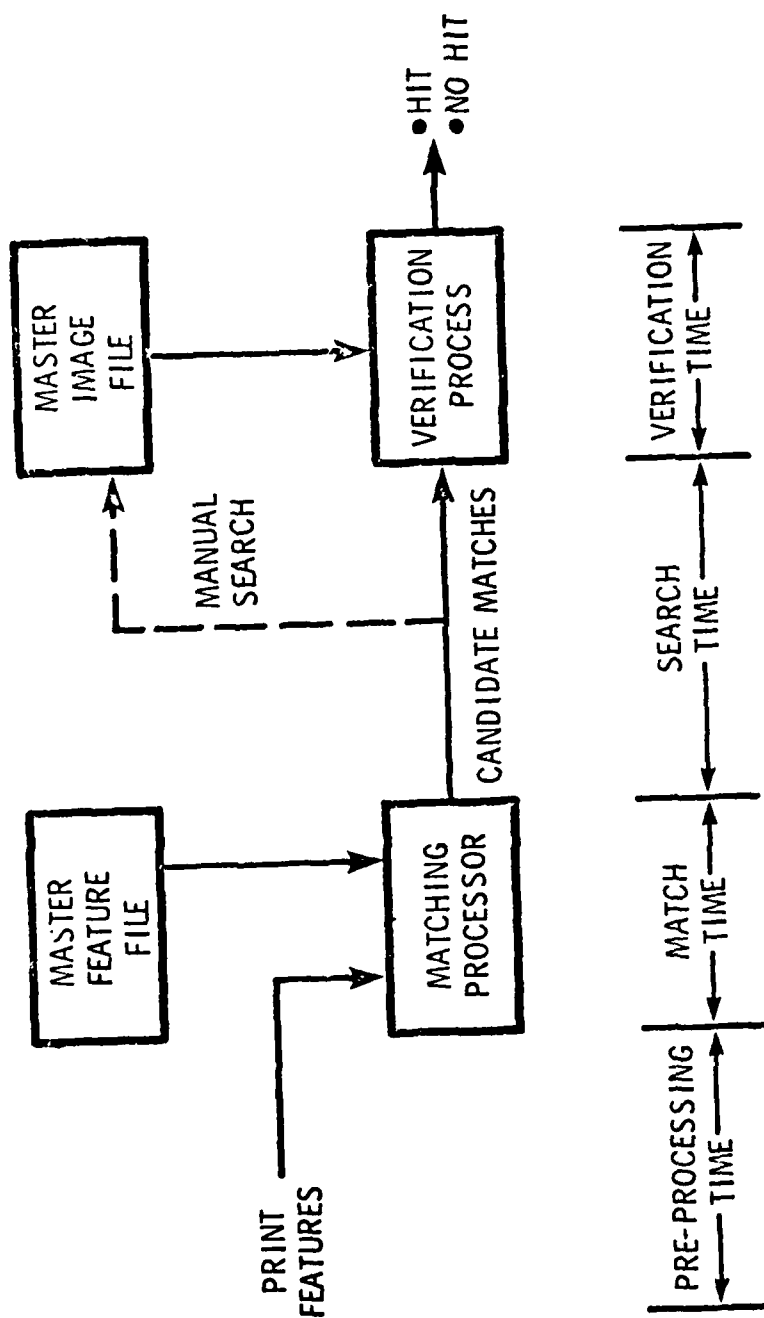 MASTER
FEATURE
FILE
MASTER
IMAGE
FILE
MANUAL
SEARCH
PRINT
FEATURES
MATCHING
PROCESSOR
CANDIDATE MATCHES
VERIFICATION
PROCESS
• HIT
• NO HIT
PRE-PROCESSING
TIME
MATCH
TIME
SEARCH
TIME
VERIFICATION
TIME